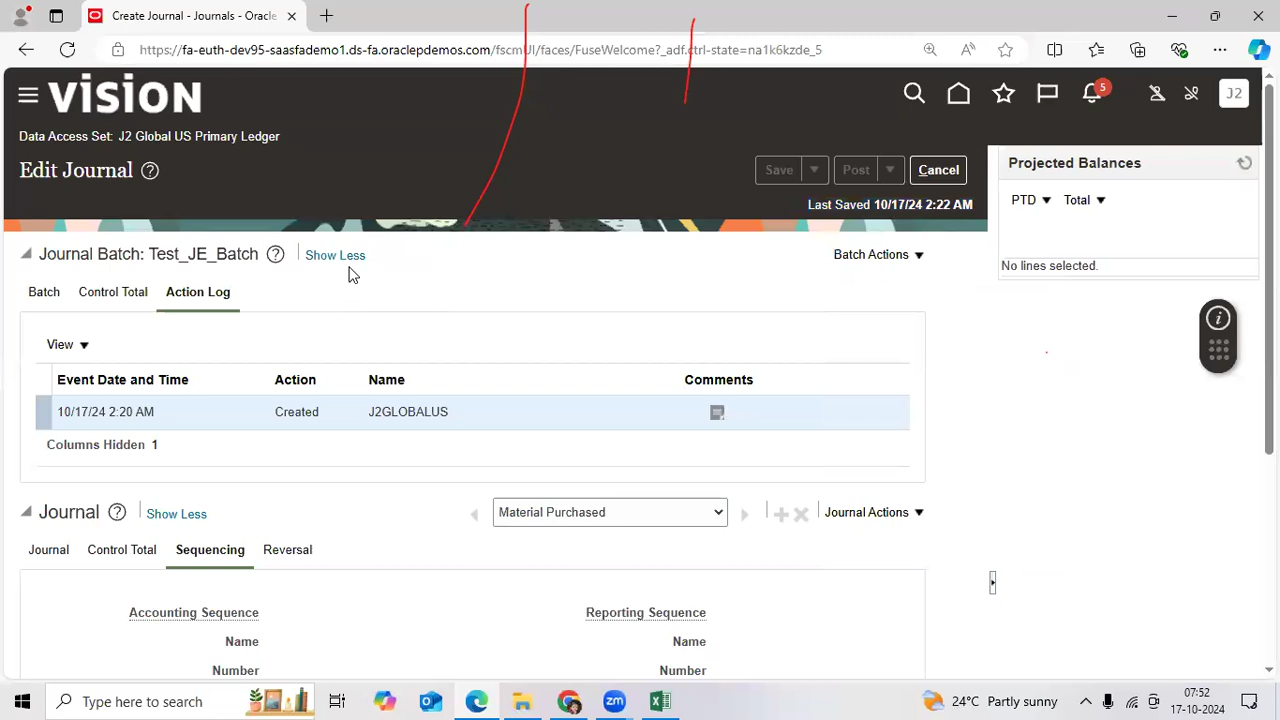 Create Journal - Journals - Oracle
https://fa-euth-dev95-saasfademo1.ds-fa.oraclepdemos.com/fscmUI/faces/FuseWelcome?_adf.ctrl-state=na1k6kzde_5
VISION
5
J2
Data Access Set: J2 Global US Primary Ledger
Edit Journal
Save
Post
Cancel
Last Saved 10/17/24 2:22 AM
Projected Balances
PTD
Total
No lines selected.
Journal Batch: Test_JE_Batch
Show Less
Batch Actions
Batch
Control Total
Action Log
View
Event Date and Time Action Name Comments
10/17/24 2:20 AM Created J2GLOBALUS
Columns Hidden 1
Journal
Show Less
Material Purchased
Journal Actions
Journal
Control Total
Sequencing
Reversal
Accounting Sequence
Reporting Sequence
Name
Name
Number
Number
Type here to search
24°C Partly sunny
07:52
17-10-2024